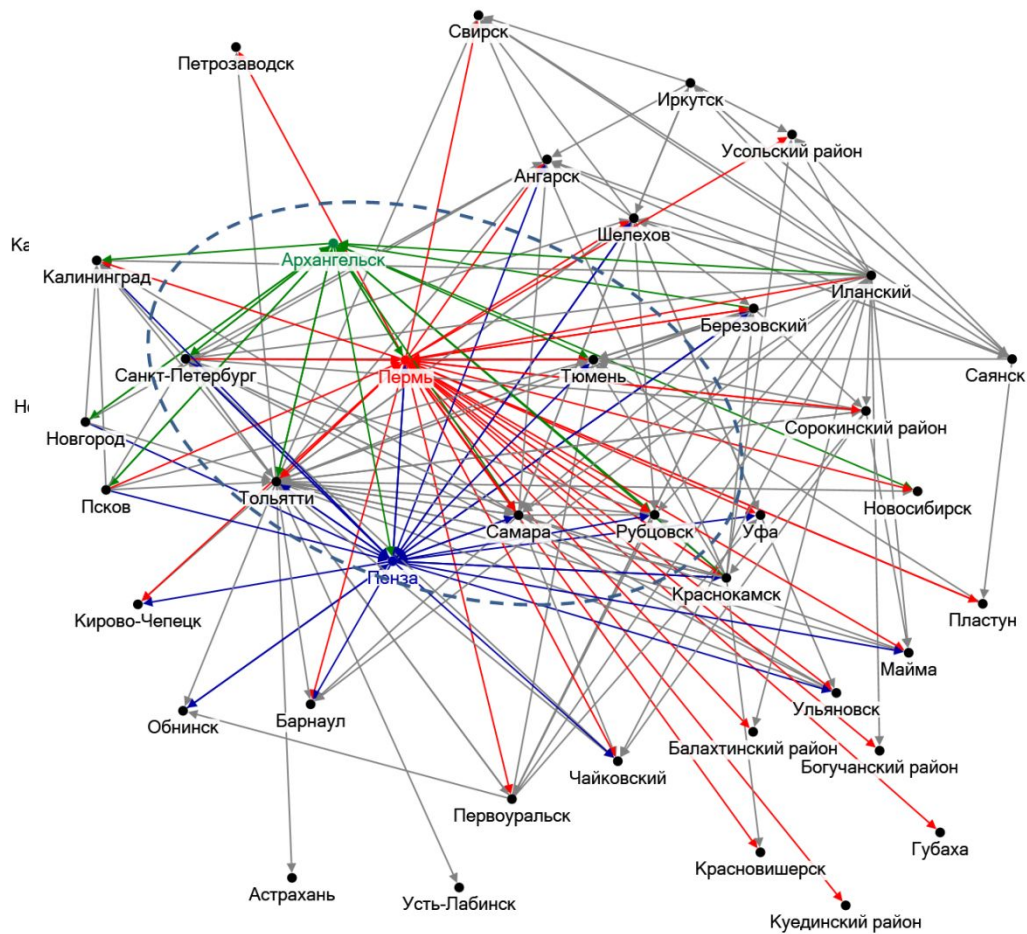 Свирск
Петрозаводск
Иркутск
Усольский район
Ангарск
Шелехов
Ка
Архангельск
Калининград
Иланский
Березовский
Санкт-Петербург
Пермь
Тюмень
Саянск
Но
Новгород
Сорокинский район
Псков
Тольятти
Новосибирск
Самара
Рубцовск
Уфа
Пенза
Краснокамск
Кирово-Чепецк
Пластун
Майма
Ульяновск
Обнинск
Барнаул
Балахтинский район
Богучанский район
Чайковский
Первоуральск
Губаха
Красновишерск
Астрахань
Усть-Лабинск
Куединский район